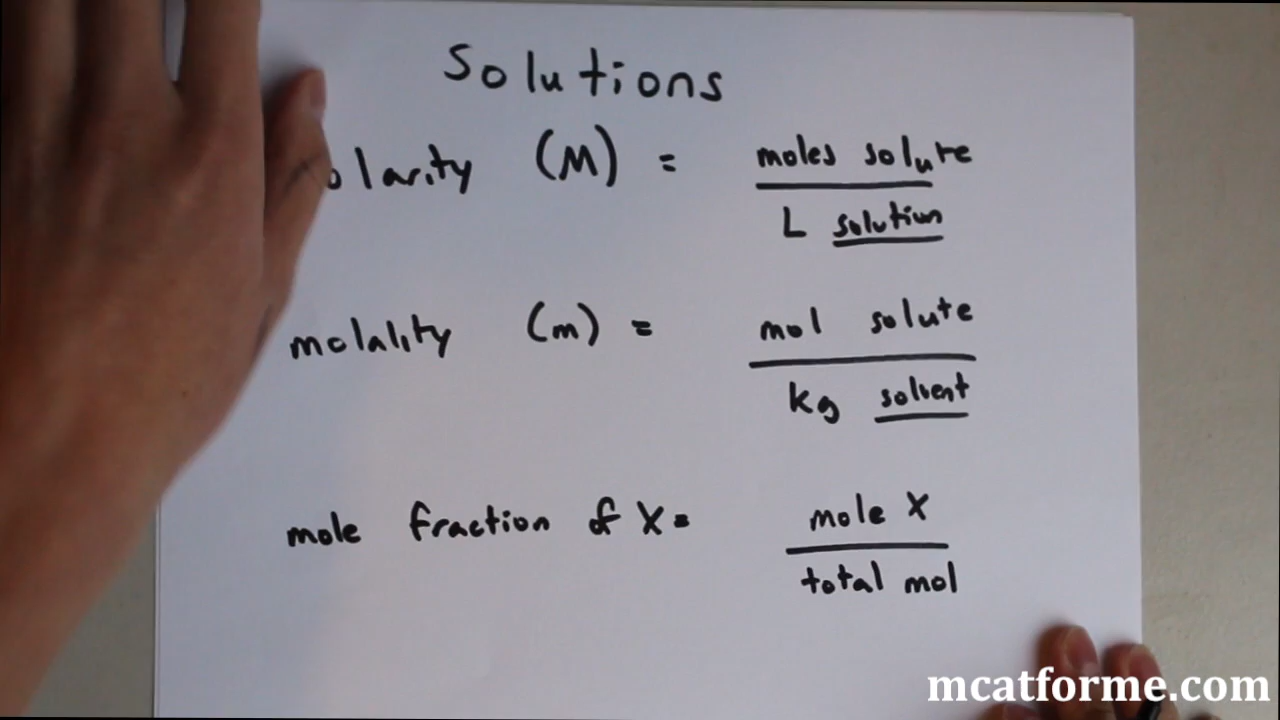 Solutions
olarity (M) = moles solute
L solution
molality (m) = mol solute
kg solvent
mole fraction of X = mole X
total mol
mcatforme.com